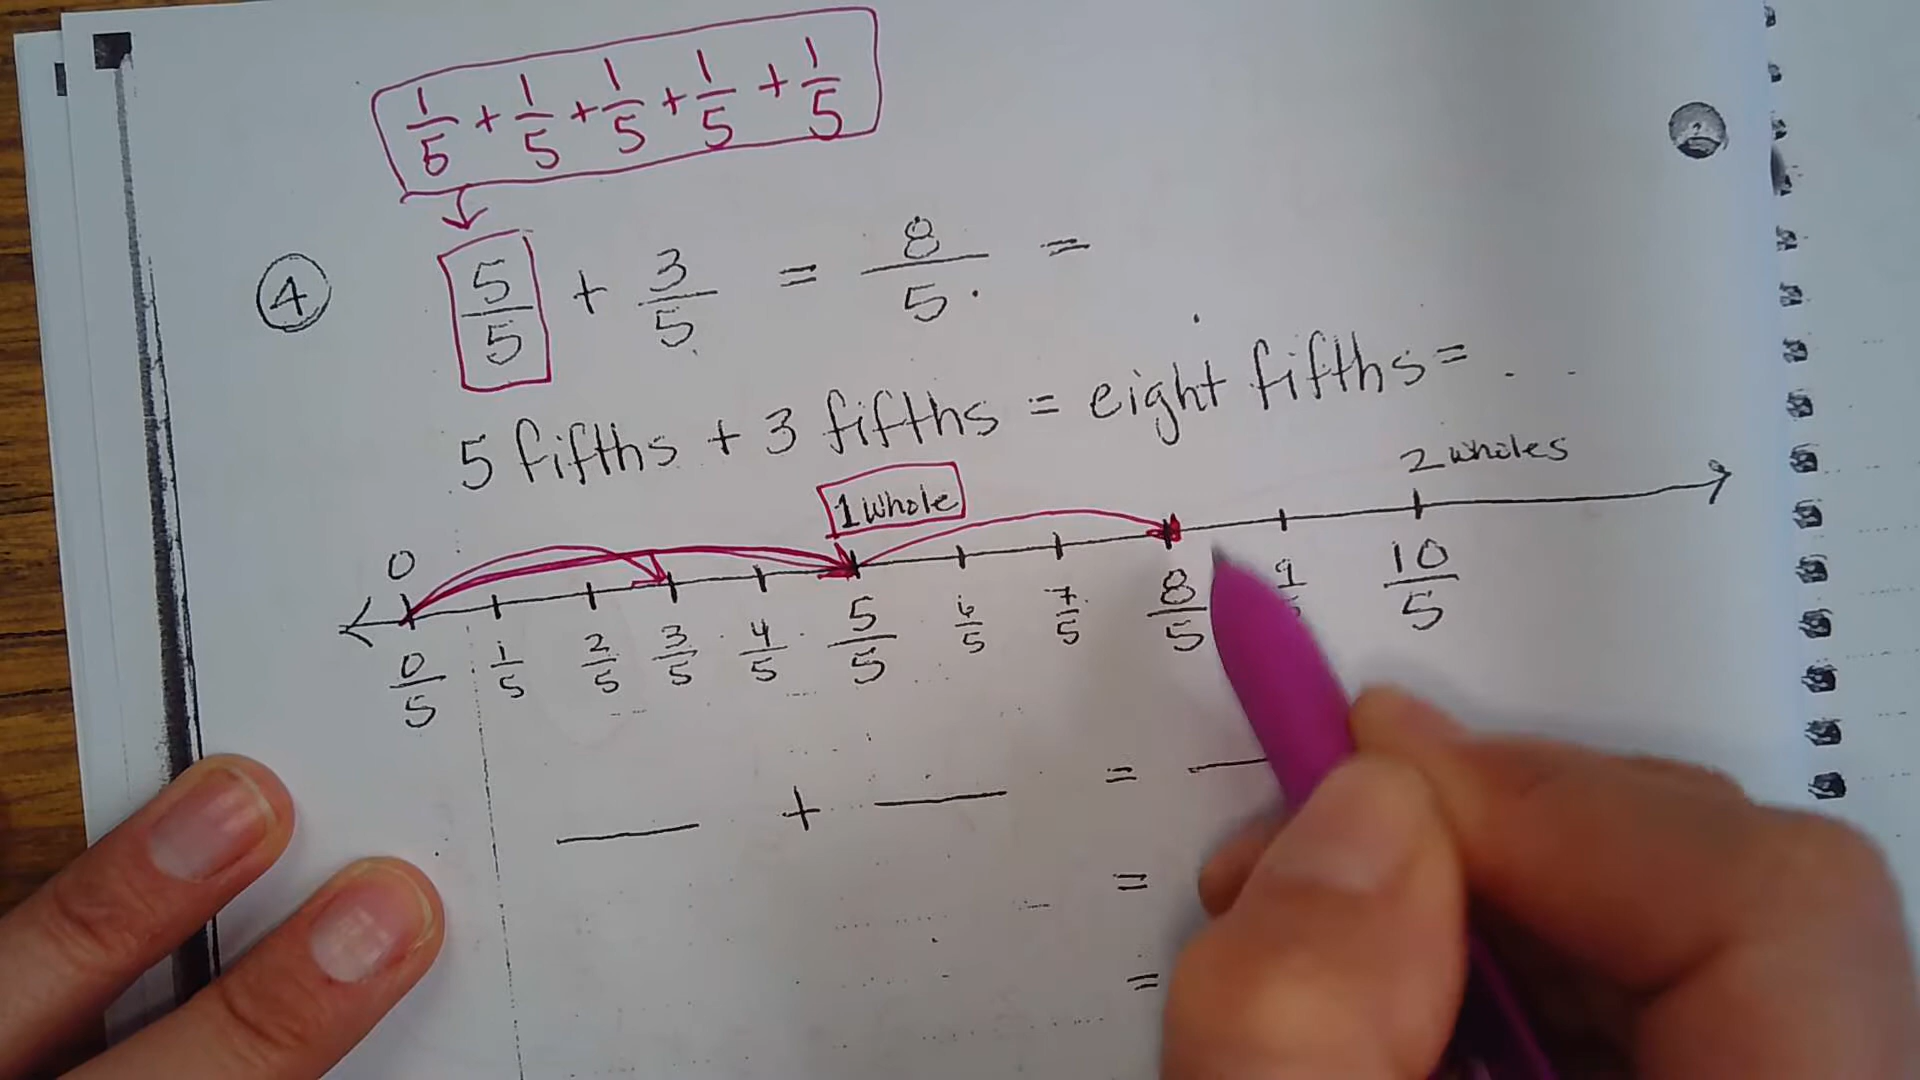 1/5 + 1/5 + 1/5 + 1/5 + 1/5
4 5/5 + 3/5 = 8/5 =
5 fifths + 3 fifths = eight fifths =
0 1 whole 2 wholes
0/5 1/5 2/5 3/5 4/5 5/5 6/5 7/5 8/5 9/5 10/5
+ =
=
=